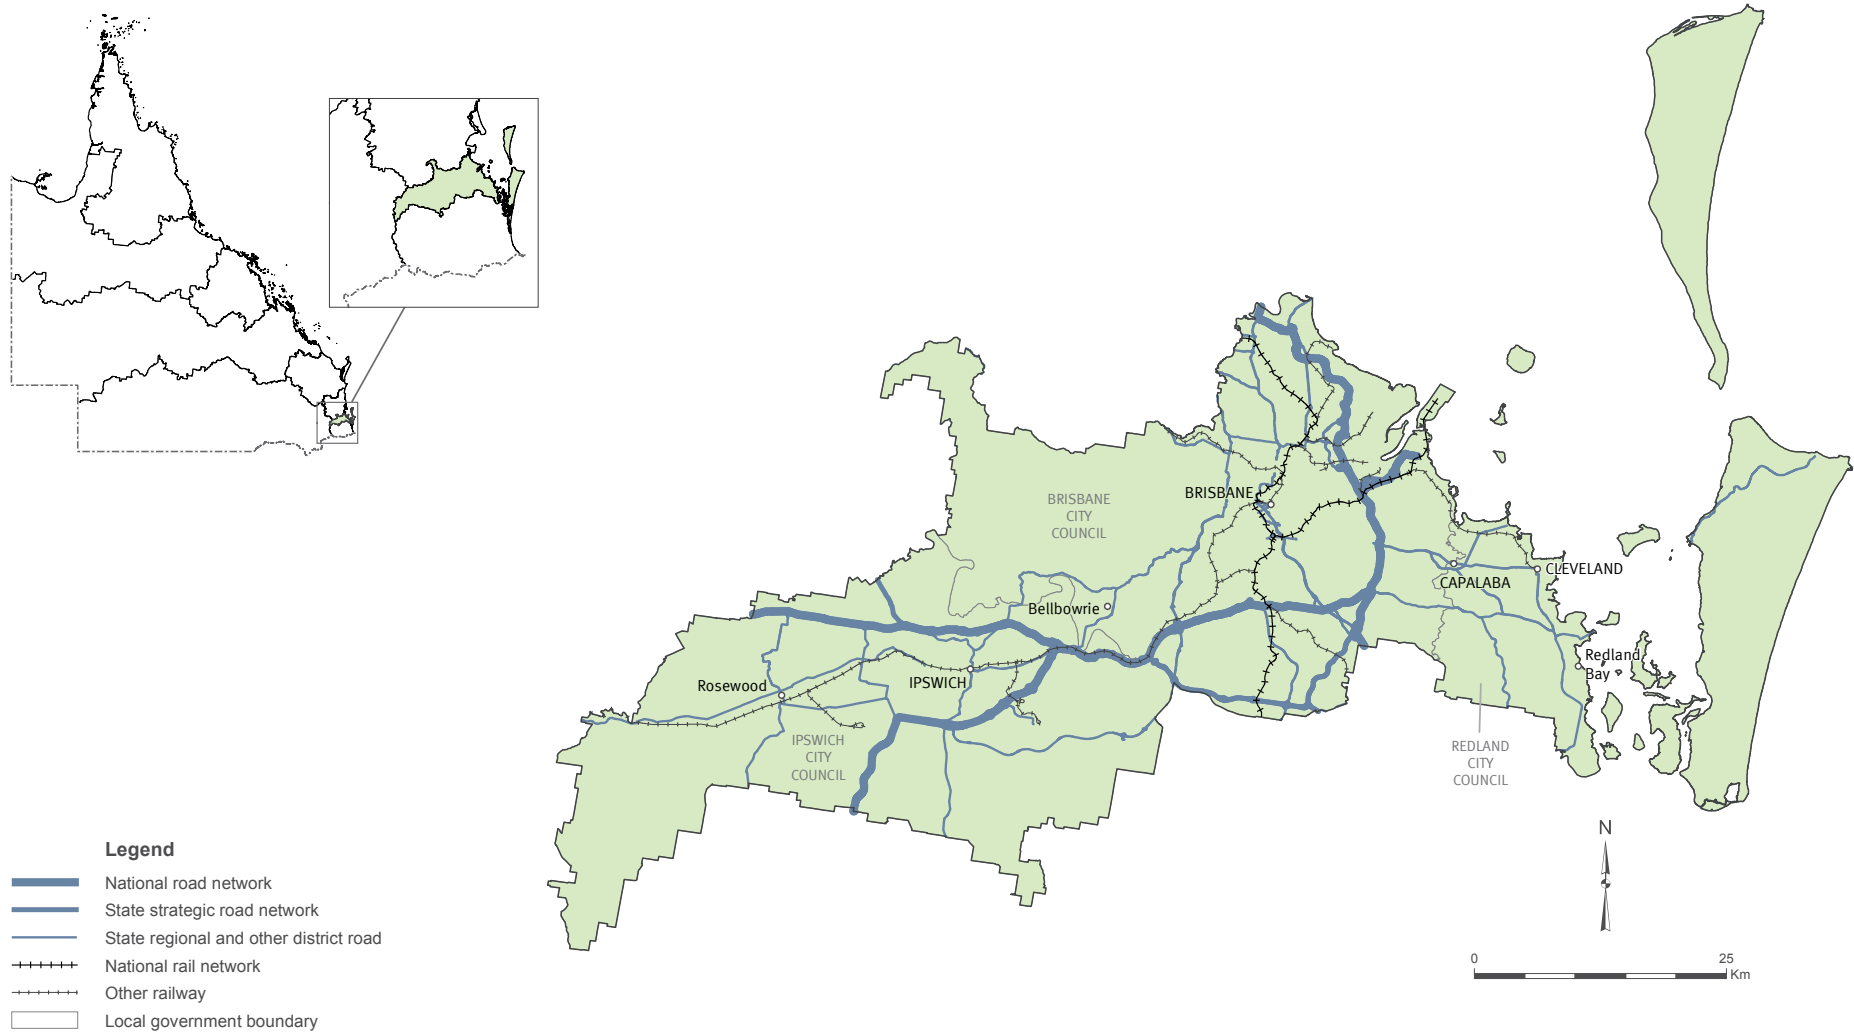 BRISBANE
CITY
COUNCIL
BRISBANE
CAPALABA
CLEVELAND
Bellbowrie
Redland
Bay
Rosewood
IPSWICH
IPSWICH
CITY
COUNCIL
REDLAND
CITY
COUNCIL
N
0
25
Km
Legend
National road network
State strategic road network
State regional and other district road
National rail network
Other railway
Local government boundary